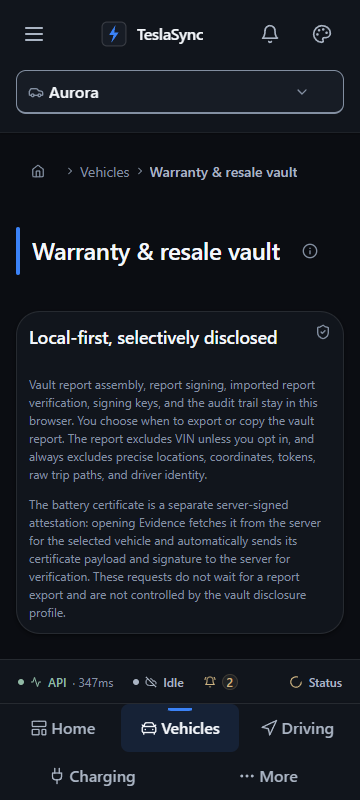 TeslaSync
Aurora
Vehicles
Warranty & resale vault
Warranty & resale vault
Local-first, selectively disclosed
Vault report assembly, report signing, imported report
verification, signing keys, and the audit trail stay in this
browser. You choose when to export or copy the vault
report. The report excludes VIN unless you opt in, and
always excludes precise locations, coordinates, tokens,
raw trip paths, and driver identity.
The battery certificate is a separate server-signed
attestation: opening Evidence fetches it from the server
for the selected vehicle and automatically sends its
certificate payload and signature to the server for
verification. These requests do not wait for a report
export and are not controlled by the vault disclosure
profile.
API · 347ms Idle 2 Status
Home Vehicles Driving
Charging More